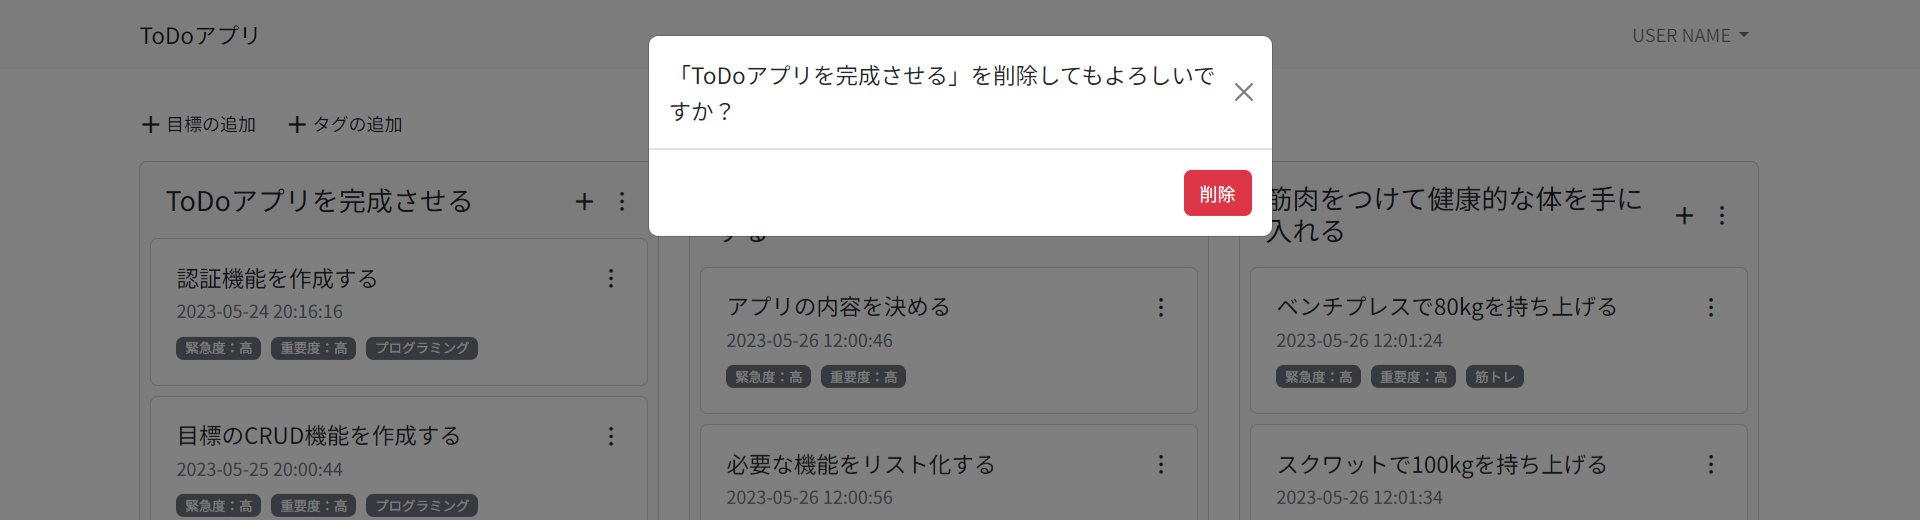 ToDoアプリ
USER NAME
「ToDoアプリを完成させる」を削除してもよろしいで
すか？
削除
目標の追加
タグの追加
ToDoアプリを完成させる
認証機能を作成する
2023-05-24 20:16:16
緊急度：高 重要度：高 プログラミング
目標のCRUD機能を作成する
2023-05-25 20:00:44
緊急度：高 重要度：高 プログラミング
する
アプリの内容を決める
2023-05-26 12:00:46
緊急度：高 重要度：高
必要な機能をリスト化する
2023-05-26 12:00:56
筋肉をつけて健康的な体を手に
入れる
ベンチプレスで80kgを持ち上げる
2023-05-26 12:01:24
緊急度：高 重要度：高 筋トレ
スクワットで100kgを持ち上げる
2023-05-26 12:01:34